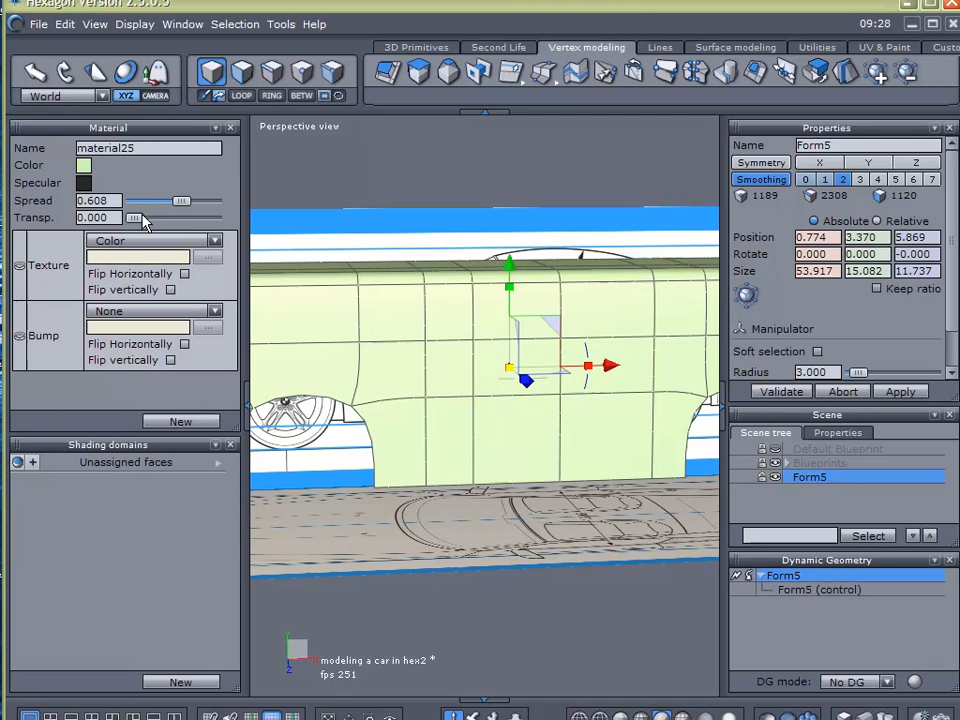 Hexagon Version 2.5.0.5
File Edit View Display Window Selection Tools Help 09:28
3D Primitives Second Life Vertex modeling Lines Surface modeling Utilities UV & Paint Custo
World XYZ CAMERA LOOP RING BETW
Material
Name material25
Color
Specular
Spread 0.608
Transp. 0.000
Texture Color
...
Flip Horizontally
Flip vertically
Bump None
...
Flip Horizontally
Flip vertically
New
Shading domains
Unassigned faces
New
Perspective view
Y
X
Z
modeling a car in hex2 *
fps 251
Properties
Name Form5
Symmetry X Y Z
Smoothing 0 1 2 3 4 5 6 7
1189 2308 1120
Absolute Relative
Position 0.774 3.370 5.869
Rotate 0.000 0.000 -0.000
Size 53.917 15.082 11.737
Keep ratio
Manipulator
Soft selection
Radius 3.000
Validate Abort Apply
Scene
Scene tree Properties
Default Blueprint
Blueprints
Form5
Select ? ^
Dynamic Geometry
Form5
Form5 (control)
DG mode: No DG